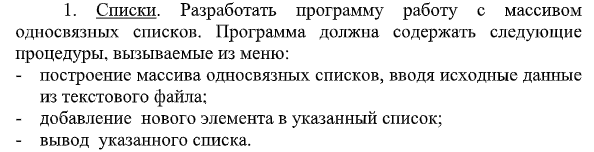 1. Списки. Разработать программу работу с массивом
односвязных списков. Программа должна содержать следующие
процедуры, вызываемые из меню:
- построение массива односвязных списков, вводя исходные данные
из текстового файла;
- добавление нового элемента в указанный список;
- вывод указанного списка.